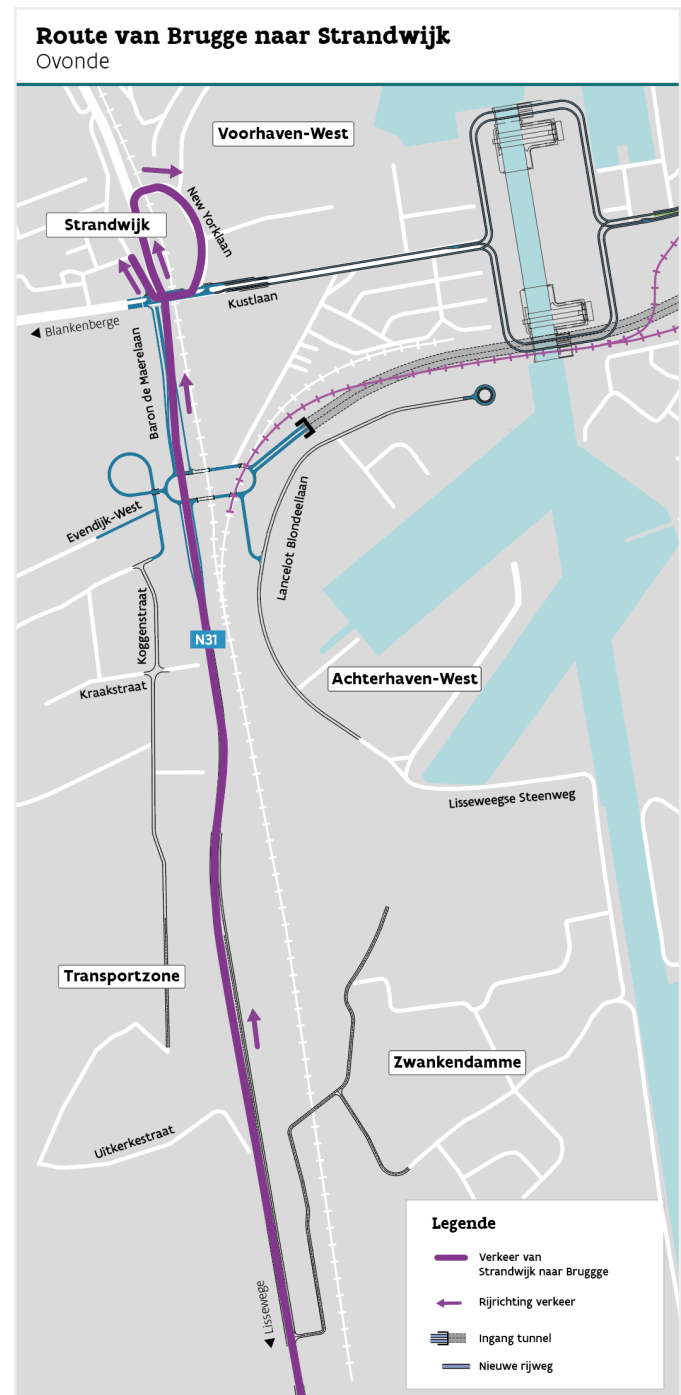 Route van Brugge naar Strandwijk
Ovonde
Voorhaven-West
New Yorklaan
Strandwijk
Kustlaan
◀ Blankenberge
Baron de Maerelaan
Evendijk-West
Lancelot Blondeellaan
Koggenstraat
N31
Achterhaven-West
Kraakstraat
Lisseweegse Steenweg
Transportzone
Zwankendamme
Uitkerkestraat
◀ Lissewege
Legende
Verkeer van
Strandwijk naar Bruggge
Rijrichting verkeer
Ingang tunnel
Nieuwe rijweg